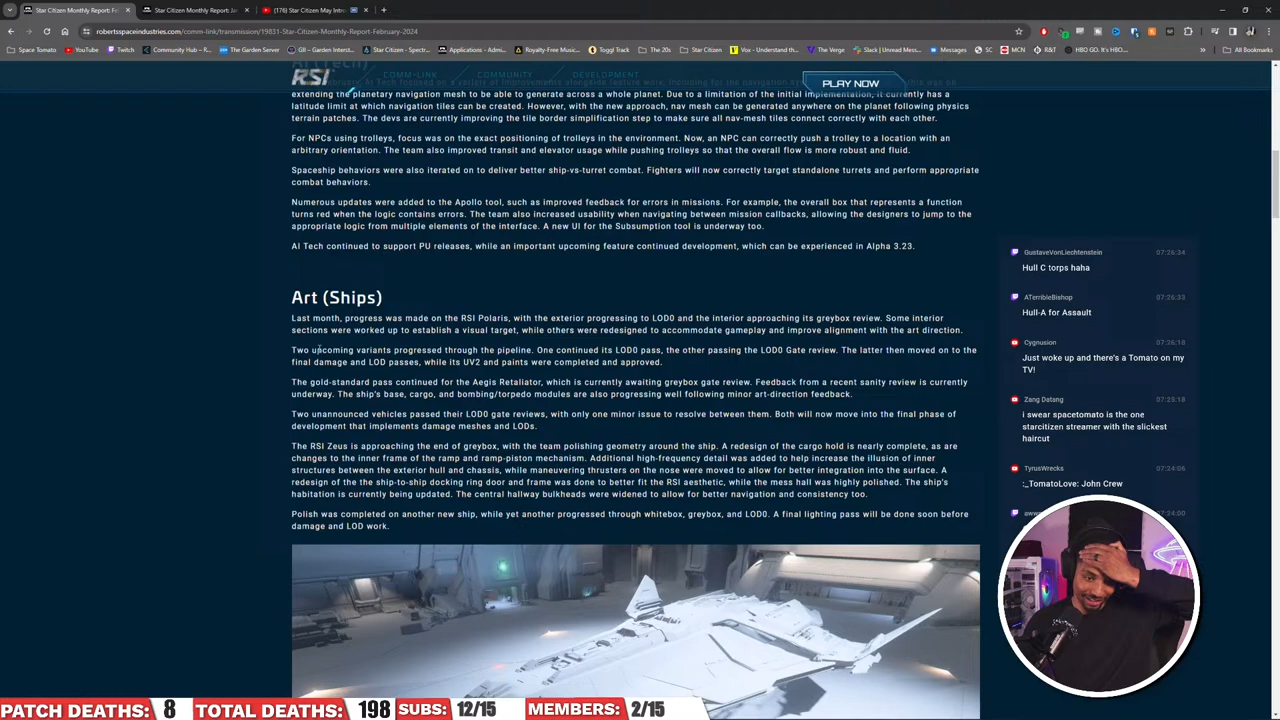 Star Citizen Monthly Report: Feb
Star Citizen Monthly Report Ja
(176) Star Citizen May Inter
robertsspaceindustries.com/comm-link/transmission/19831-Star-Citizen-Monthly-Report-February-2024
Space Tomato YouTube Twitch Community Hub - R... The Garden Server GII – Garden Interst... Star Citizen – Spectr... Applications - Admi... Royalty-Free Music... Toggl Track The 20s Star Citizen Vox - Understand th... The Verge Slack | Unread Mess... Messages SC MCN R&T HBO GO. It's HBO... All Bookmarks
AI (Tech)
RSI COMM-LINK COMMUNITY DEVELOPMENT PLAY NOW
extending the planetary navigation mesh to be able to generate across a whole planet. Due to a limitation of the initial implementation, it currently has a
latitude limit at which navigation tiles can be created. However, with the new approach, nav mesh can be generated anywhere on the planet following physics
terrain patches. The devs are currently improving the tile border simplification step to make sure all nav-mesh tiles connect correctly with each other.
For NPCs using trolleys, focus was on the exact positioning of trolleys in the environment. Now, an NPC can correctly push a trolley to a location with an
arbitrary orientation. The team also improved transit and elevator usage while pushing trolleys so that the overall flow is more robust and fluid.
Spaceship behaviors were also iterated on to deliver better ship-vs-turret combat. Fighters will now correctly target standalone turrets and perform appropriate
combat behaviors.
Numerous updates were added to the Apollo tool, such as improved feedback for errors in missions. For example, the overall box that represents a function
turns red when the logic contains errors. The team also increased usability when navigating between mission callbacks, allowing the designers to jump to the
appropriate logic from multiple elements of the interface. A new UI for the Subsumption tool is underway too.
AI Tech continued to support PU releases, while an important upcoming feature continued development, which can be experienced in Alpha 3.23.
Art (Ships)
Last month, progress was made on the RSI Polaris, with the exterior progressing to LOD0 and the interior approaching its greybox review. Some interior
sections were worked up to establish a visual target, while others were redesigned to accommodate gameplay and improve alignment with the art direction.
Two upcoming variants progressed through the pipeline. One continued its LOD0 pass, the other passing the LOD0 Gate review. The latter then moved on to the
final damage and LOD passes, while its UV2 and paints were completed and approved.
The gold-standard pass continued for the Aegis Retaliator, which is currently awaiting greybox gate review. Feedback from a recent sanity review is currently
underway. The ship's base, cargo, and bombing/torpedo modules are also progressing well following minor art-direction feedback.
Two unannounced vehicles passed their LOD0 gate reviews, with only one minor issue to resolve between them. Both will now move into the final phase of
development that implements damage meshes and LODs.
The RSI Zeus is approaching the end of greybox, with the team polishing geometry around the ship. A redesign of the cargo hold is nearly complete, as are
changes to the inner frame of the ramp and ramp-piston mechanism. Additional high-frequency detail was added to help increase the illusion of inner
structures between the exterior hull and chassis, while maneuvering thrusters on the nose were moved to allow for better integration into the surface. A
redesign of the the ship-to-ship docking ring door and frame was done to better fit the RSI aesthetic, while the mess hall was highly polished. The ship's
habitation is currently being updated. The central hallway bulkheads were widened to allow for better navigation and consistency too.
Polish was completed on another new ship, while yet another progressed through whitebox, greybox, and LOD0. A final lighting pass will be done soon before
damage and LOD work.
GustaveVonLiechtenstein 07:26:34
Hull C torps haha
ATerribleBishop 07:26:33
Hull-A for Assault
Cygnusion 07:26:18
Just woke up and there's a Tomato on my
TV!
Zang Datang 07:25:18
i swear spacetomato is the one
starcitizen streamer with the slickest
haircut
TyrusWrecks 07:24:06
:_TomatoLove: John Crew
07:24:00
PATCH DEATHS: 8 TOTAL DEATHS: 198 SUBS: 12/15 MEMBERS: 2/15